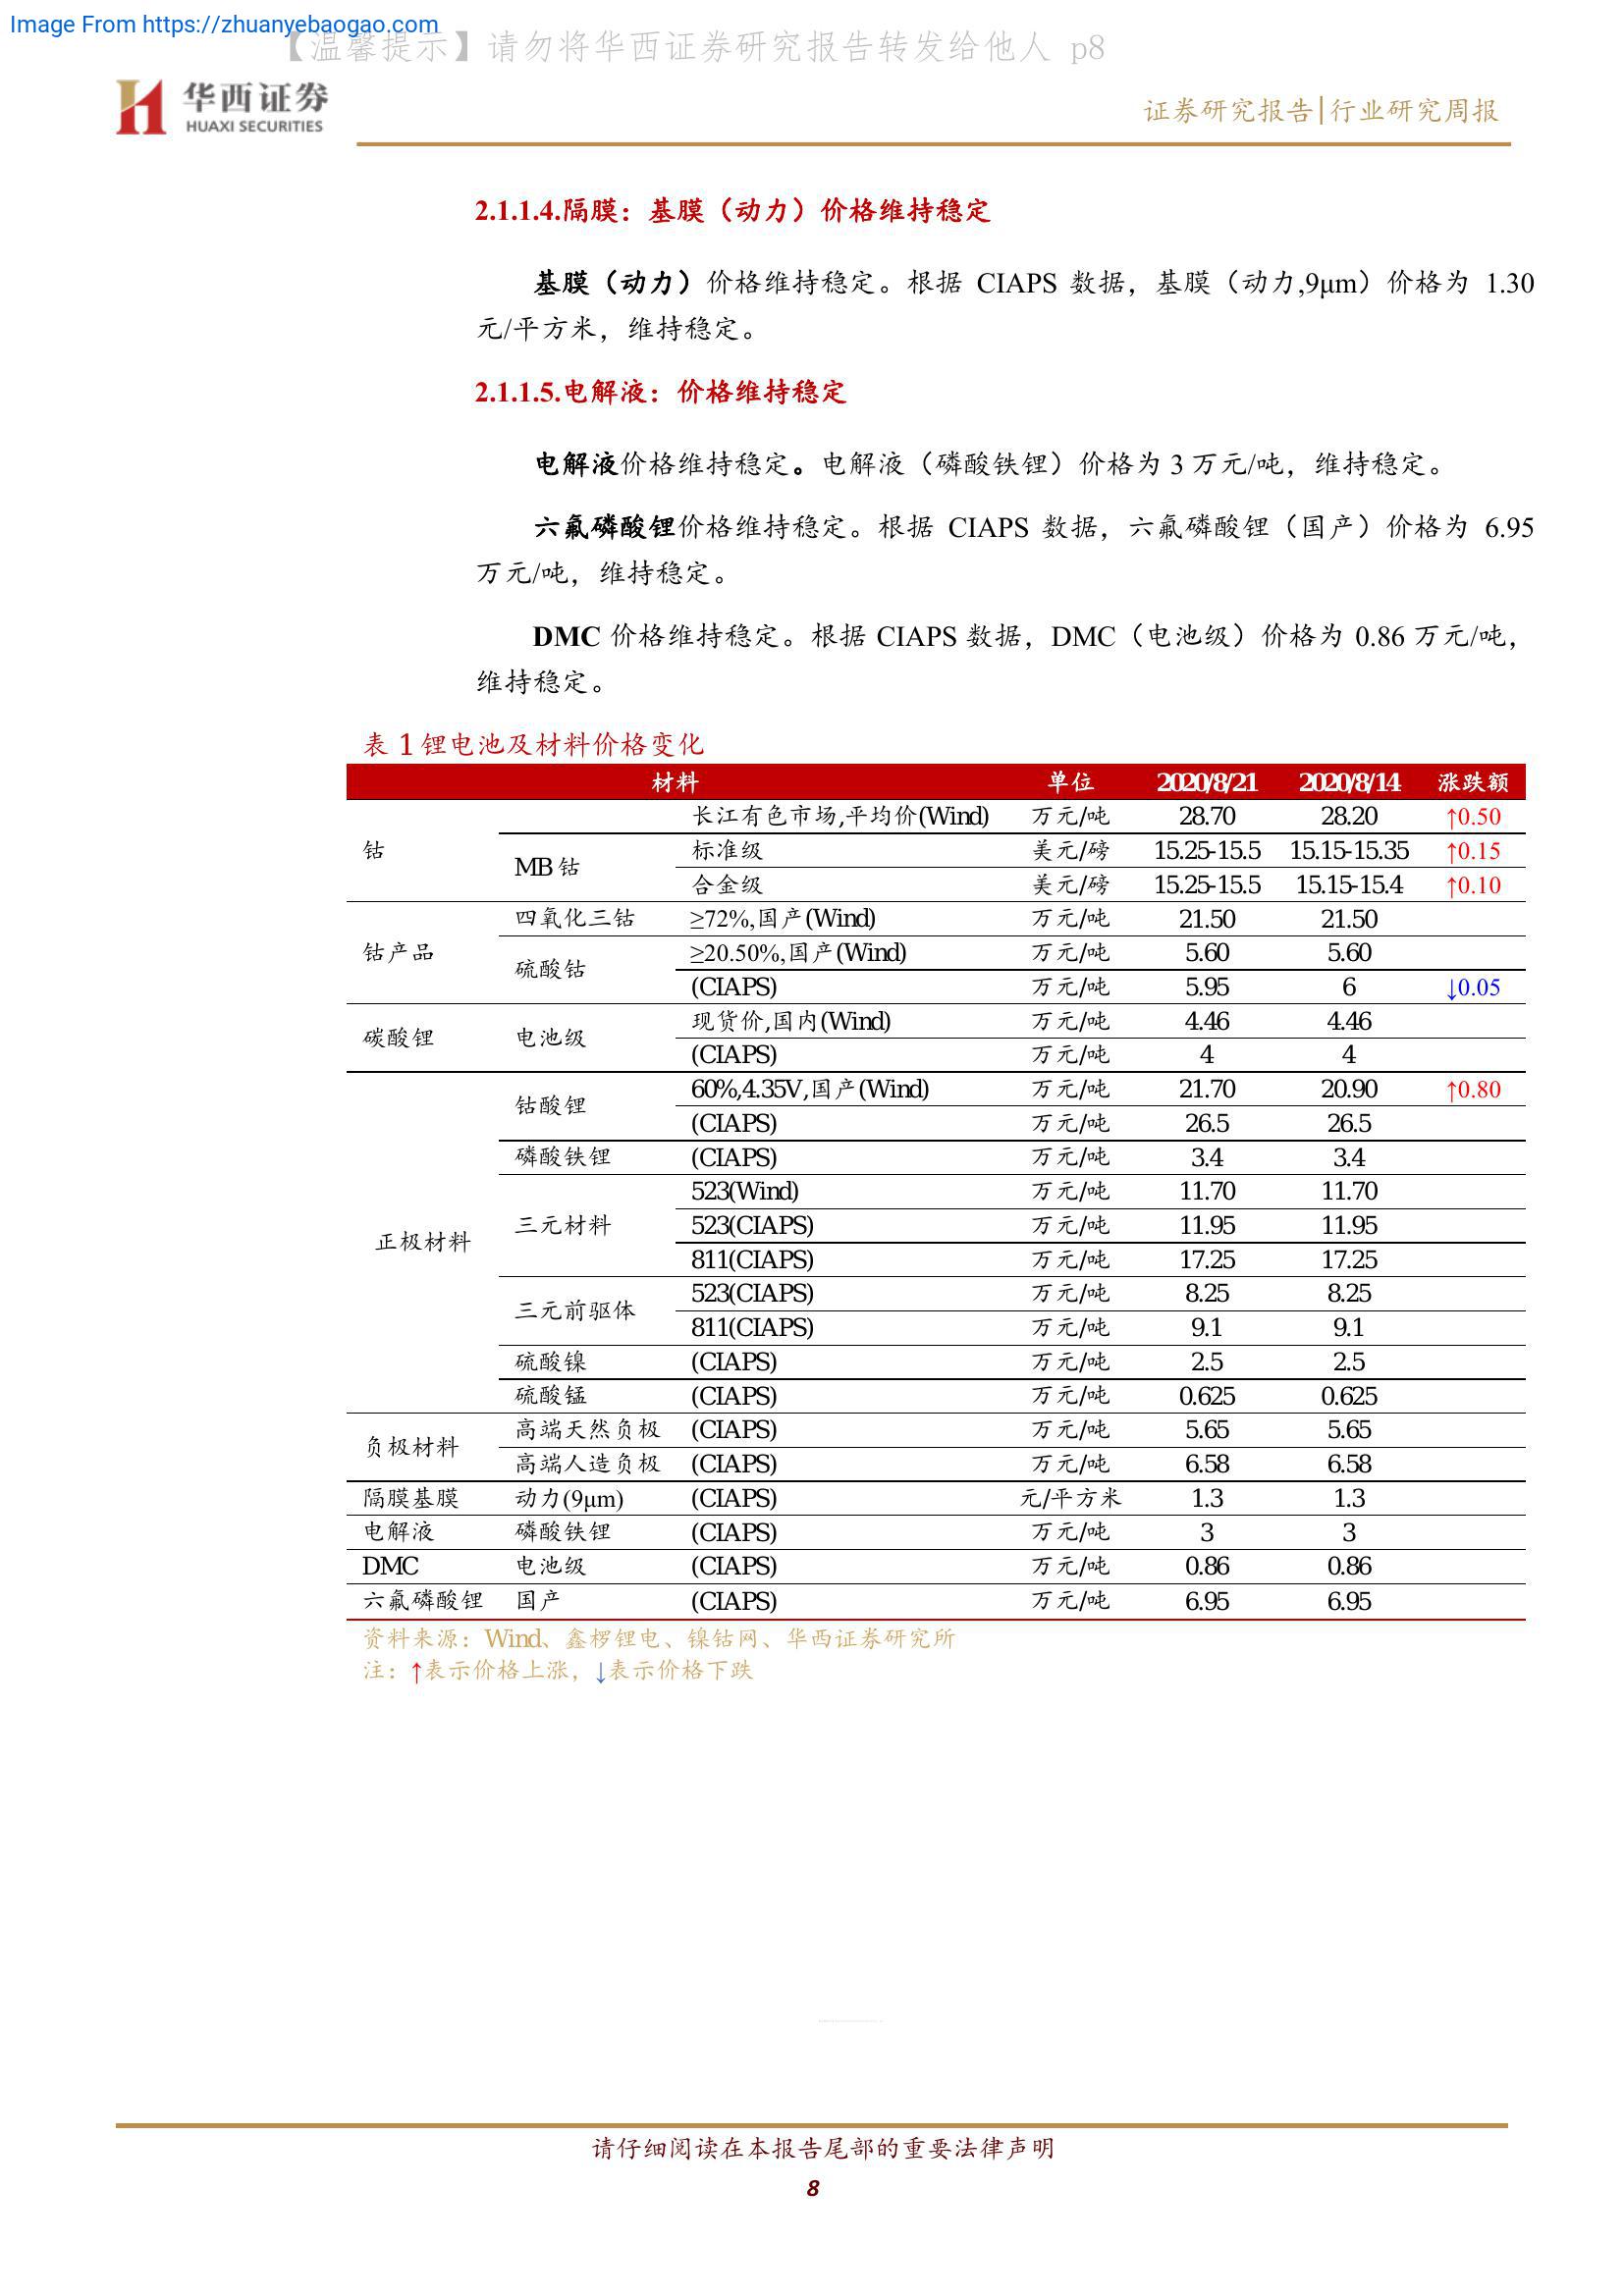 Image From https://zhuanyebaogao.com
【温馨提示】请勿将华西证券研究报告转发给他人 p8
华西证券
HUAXI SECURITIES
证券研究报告|行业研究周报
2.1.1.4.隔膜：基膜（动力）价格维持稳定
基膜（动力）价格维持稳定。根据 CIAPS 数据，基膜（动力,9μm）价格为 1.30
元/平方米，维持稳定。
2.1.1.5.电解液：价格维持稳定
电解液价格维持稳定。电解液（磷酸铁锂）价格为 3 万元/吨，维持稳定。
六氟磷酸锂价格维持稳定。根据 CIAPS 数据，六氟磷酸锂（国产）价格为 6.95
万元/吨，维持稳定。
DMC 价格维持稳定。根据 CIAPS 数据，DMC（电池级）价格为 0.86 万元/吨，
维持稳定。
表 1 锂电池及材料价格变化
材料 单位 2020/8/21 2020/8/14 涨跌额
钴 长江有色市场,平均价(Wind) 万元/吨 28.70 28.20 ↑0.50
MB 钴 标准级 美元/磅 15.25-15.5 15.15-15.35 ↑0.15
合金级 美元/磅 15.25-15.5 15.15-15.4 ↑0.10
钴产品 四氧化三钴 ≥72%,国产(Wind) 万元/吨 21.50 21.50
硫酸钴 ≥20.50%,国产(Wind) 万元/吨 5.60 5.60
(CIAPS) 万元/吨 5.95 6 ↓0.05
碳酸锂 电池级 现货价,国内(Wind) 万元/吨 4.46 4.46
(CIAPS) 万元/吨 4 4
正极材料 钴酸锂 60%,4.35V,国产(Wind) 万元/吨 21.70 20.90 ↑0.80
(CIAPS) 万元/吨 26.5 26.5
磷酸铁锂 (CIAPS) 万元/吨 3.4 3.4
三元材料 523(Wind) 万元/吨 11.70 11.70
523(CIAPS) 万元/吨 11.95 11.95
811(CIAPS) 万元/吨 17.25 17.25
三元前驱体 523(CIAPS) 万元/吨 8.25 8.25
811(CIAPS) 万元/吨 9.1 9.1
硫酸镍 (CIAPS) 万元/吨 2.5 2.5
硫酸锰 (CIAPS) 万元/吨 0.625 0.625
负极材料 高端天然负极 (CIAPS) 万元/吨 5.65 5.65
高端人造负极 (CIAPS) 万元/吨 6.58 6.58
隔膜基膜 动力(9μm) (CIAPS) 元/平方米 1.3 1.3
电解液 磷酸铁锂 (CIAPS) 万元/吨 3 3
DMC 电池级 (CIAPS) 万元/吨 0.86 0.86
六氟磷酸锂 国产 (CIAPS) 万元/吨 6.95 6.95
资料来源：Wind、鑫椤锂电、镍钴网、华西证券研究所
注：↑表示价格上涨，↓表示价格下跌
请仔细阅读在本报告尾部的重要法律声明
8